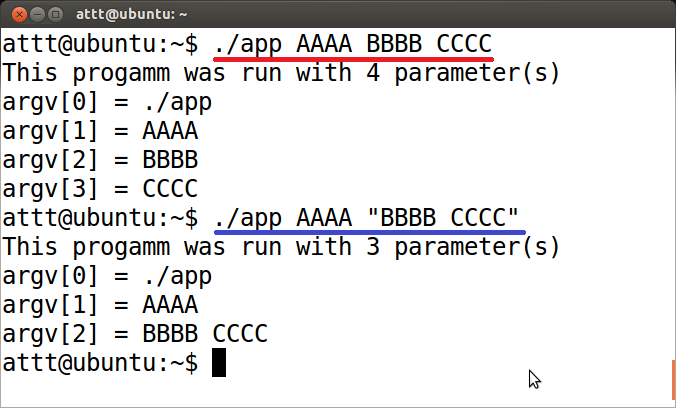 attt@ubuntu: ~
attt@ubuntu:~$ ./app AAAA BBBB CCCC
This progamm was run with 4 parameter(s)
argv[0] = ./app
argv[1] = AAAA
argv[2] = BBBB
argv[3] = CCCC
attt@ubuntu:~$ ./app AAAA "BBBB CCCC"
This progamm was run with 3 parameter(s)
argv[0] = ./app
argv[1] = AAAA
argv[2] = BBBB CCCC
attt@ubuntu:~$